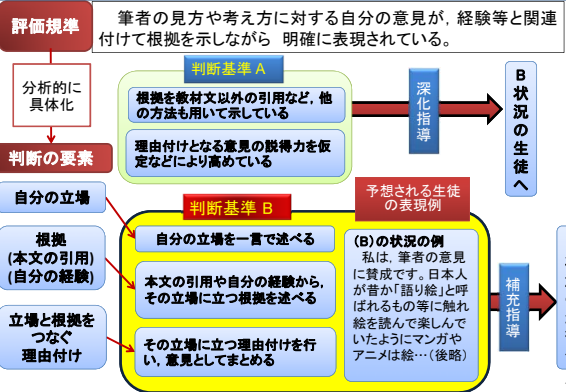 評価規準
筆者の見方や考え方に対する自分の意見が，経験等と関連
付けて根拠を示しながら　明確に表現されている。
分析的に
具体化
判断の要素
判断基準 A
根拠を教材文以外の引用など，他
の方法も用いて示している
理由付けとなる意見の説得力を仮
定などにより高めている
深化指導
B状況の生徒へ
自分の立場
根拠
(本文の引用)
(自分の経験)
立場と根拠を
つなぐ
理由付け
判断基準 B
自分の立場を一言で述べる
本文の引用や自分の経験から，
その立場に立つ根拠を述べる
その立場に立つ理由付けを行
い，意見としてまとめる
予想される生徒
の表現例
(B)の状況の例
私は，筆者の意見
に賛成です。日本人
が昔か「語り絵」と呼
ばれるもの等に触れ
絵を読んで楽しんで
いたようにマンガや
アニメは絵…(後略)
補充指導